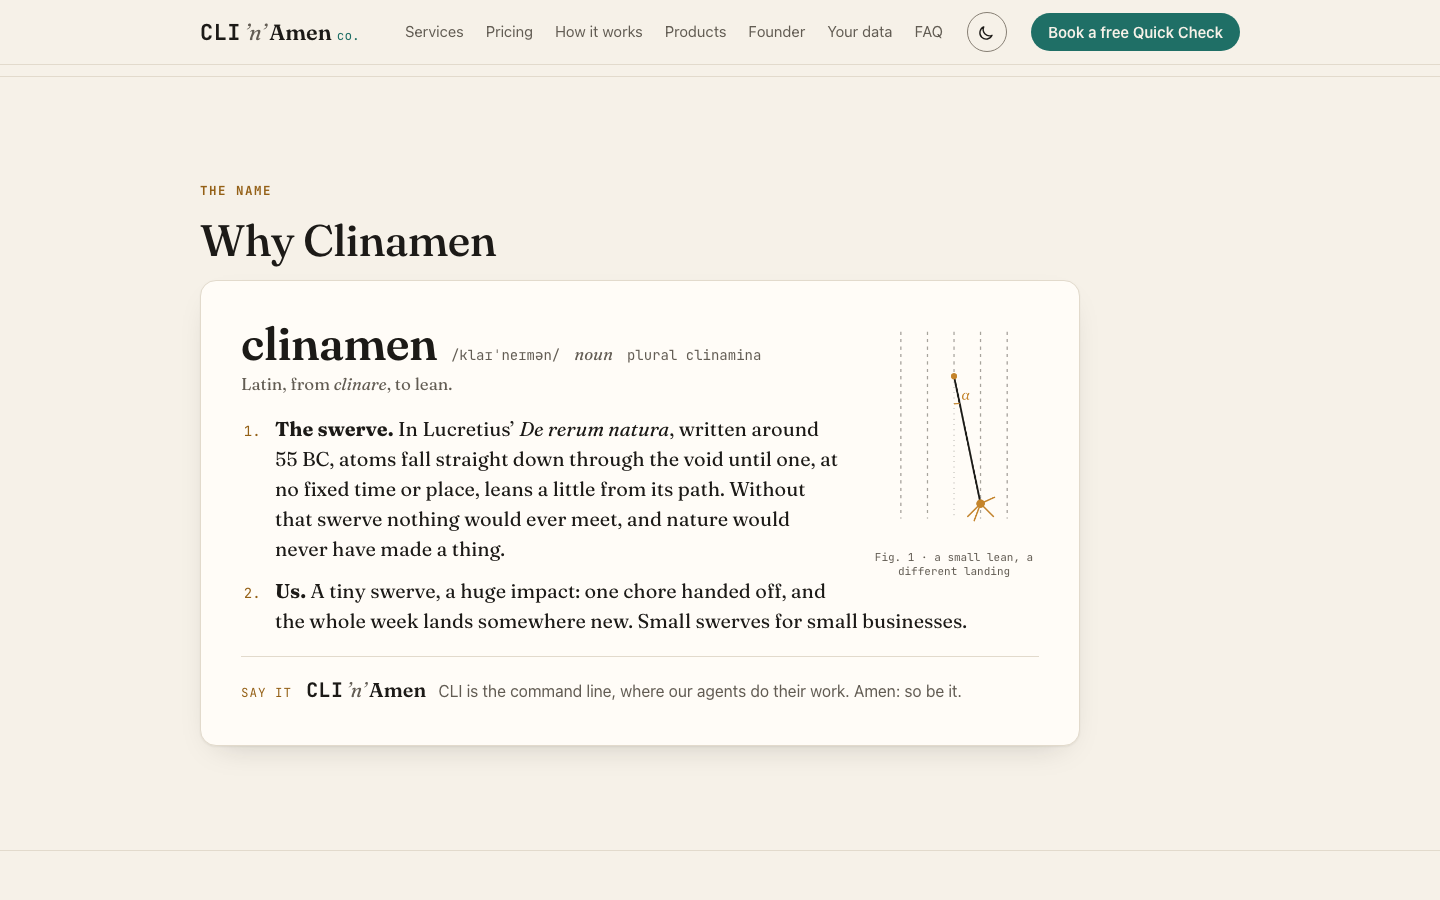 CLI ’n’ Amen co.
Services Pricing How it works Products Founder Your data FAQ
Book a free Quick Check
THE NAME
Why Clinamen
clinamen /klaɪˈneɪmən/ noun plural clinamina
Latin, from clinare, to lean.
1. The swerve. In Lucretius’ De rerum natura, written around
55 BC, atoms fall straight down through the void until one, at
no fixed time or place, leans a little from its path. Without
that swerve nothing would ever meet, and nature would
never have made a thing.
2. Us. A tiny swerve, a huge impact: one chore handed off, and
the whole week lands somewhere new. Small swerves for small businesses.
α
Fig. 1 · a small lean, a
different landing
SAY IT CLI ’n’ Amen CLI is the command line, where our agents do their work. Amen: so be it.